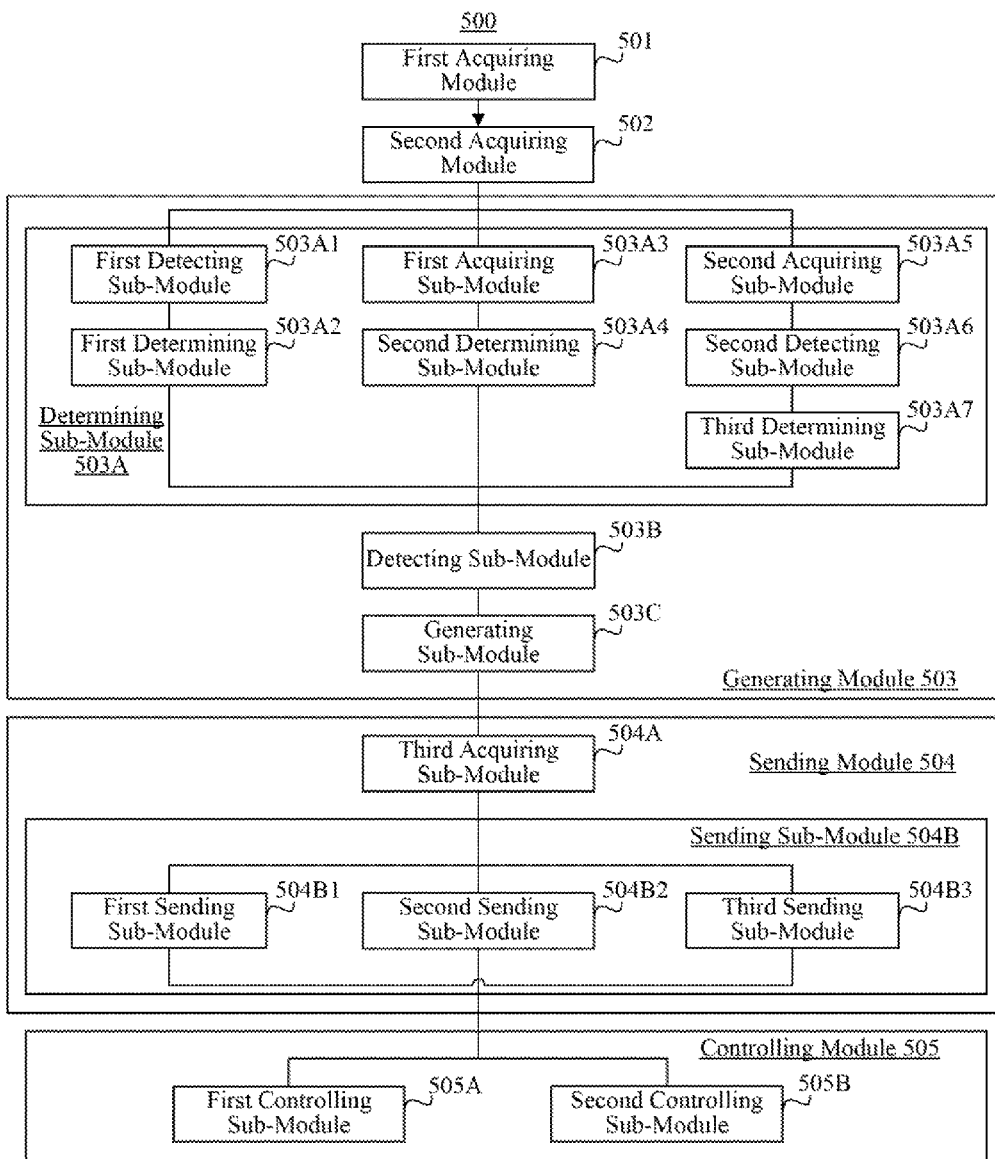 500
501
First Acquiring
Module
502
Second Acquiring
Module
503A1
First Detecting
Sub-Module
503A3
First Acquiring
Sub-Module
503A5
Second Acquiring
Sub-Module
503A2
First Determining
Sub-Module
503A4
Second Determining
Sub-Module
503A6
Second Detecting
Sub-Module
503A7
Third Determining
Sub-Module
Determining
Sub-Module
503A
503B
Detecting Sub-Module
503C
Generating
Sub-Module
Generating Module 503
504A
Third Acquiring
Sub-Module
Sending Module 504
Sending Sub-Module 504B
504B1
First Sending
Sub-Module
504B2
Second Sending
Sub-Module
504B3
Third Sending
Sub-Module
Controlling Module 505
505A
First Controlling
Sub-Module
505B
Second Controlling
Sub-Module